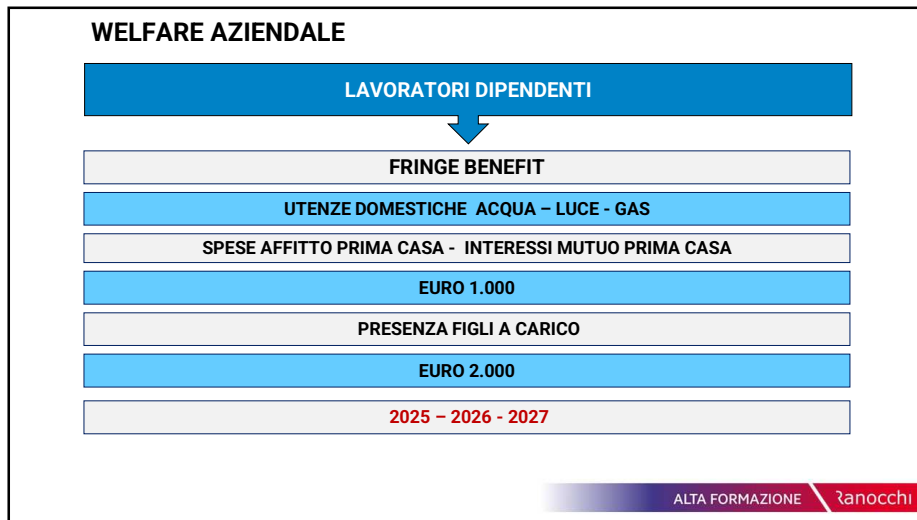 WELFARE AZIENDALE
LAVORATORI DIPENDENTI
FRINGE BENEFIT
UTENZE DOMESTICHE ACQUA – LUCE - GAS
SPESE AFFITTO PRIMA CASA - INTERESSI MUTUO PRIMA CASA
EURO 1.000
PRESENZA FIGLI A CARICO
EURO 2.000
2025 – 2026 - 2027
ALTA FORMAZIONE Ranocchi